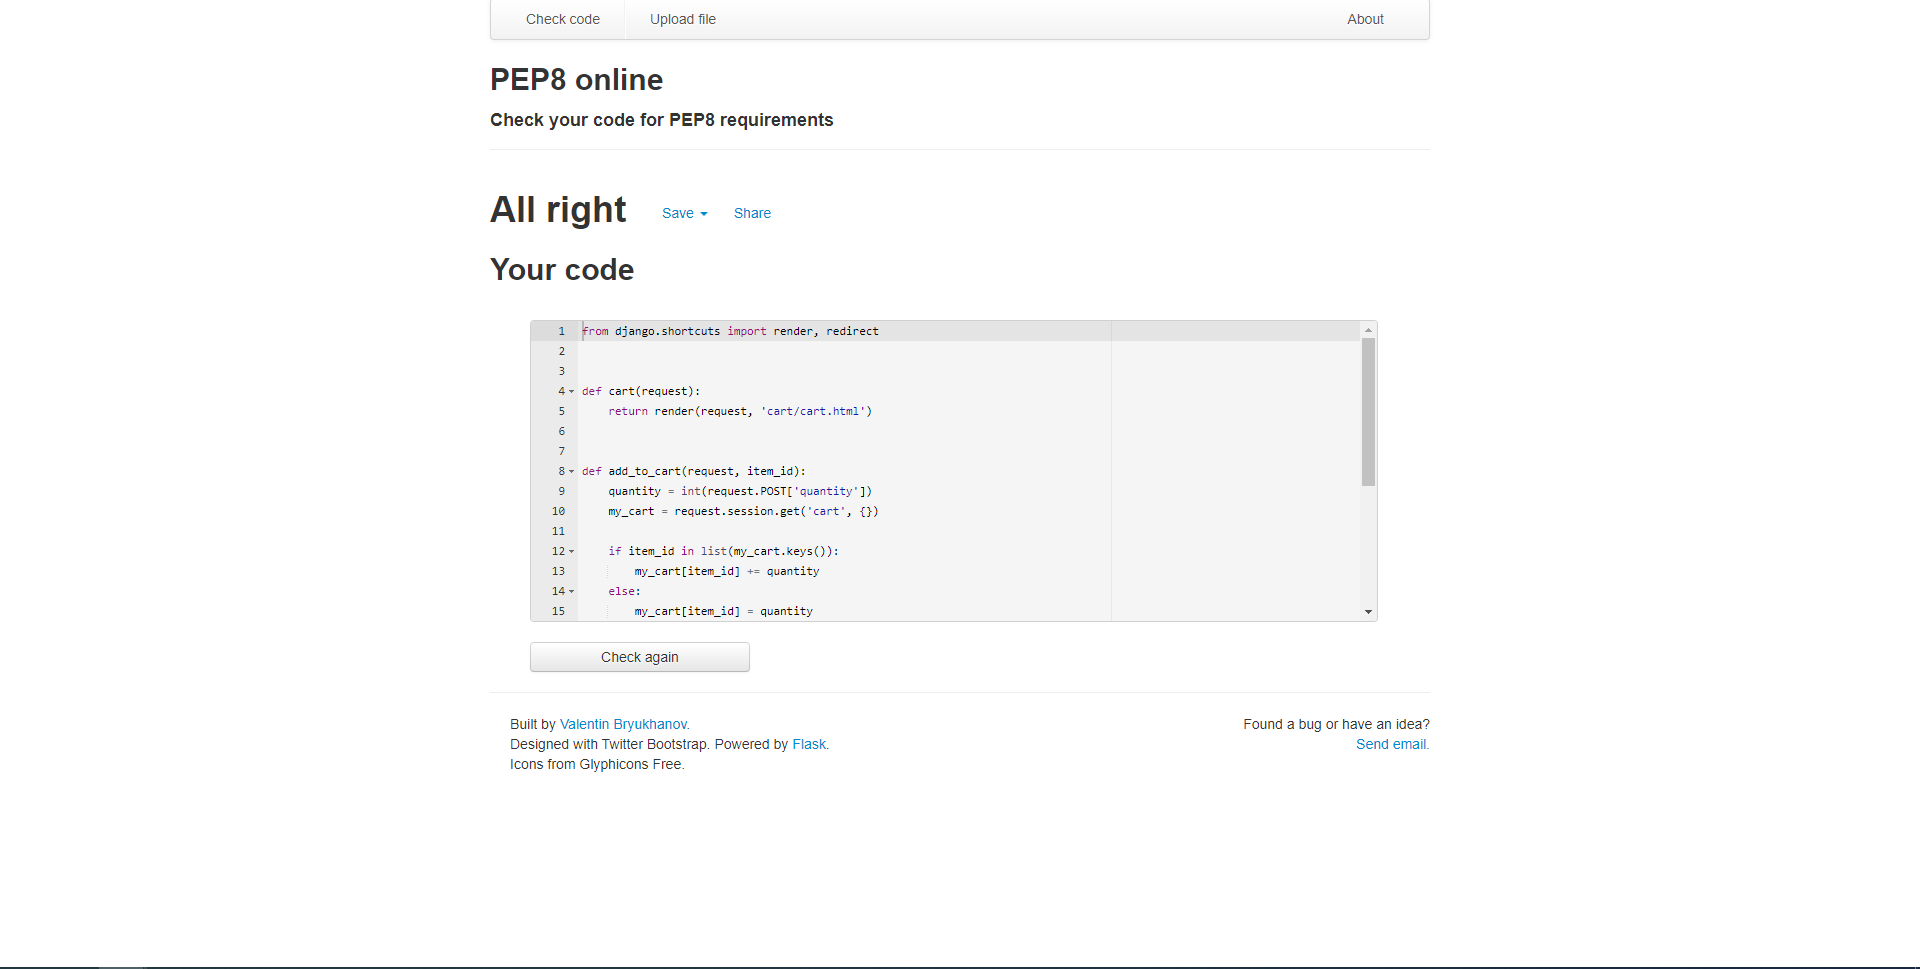 Check code Upload file About
PEP8 online
Check your code for PEP8 requirements
All right Save Share
Your code
1 from django.shortcuts import render, redirect
2
3
4 def cart(request):
5 return render(request, 'cart/cart.html')
6
7
8 def add_to_cart(request, item_id):
9 quantity = int(request.POST['quantity'])
10 my_cart = request.session.get('cart', {})
11
12 if item_id in list(my_cart.keys()):
13 my_cart[item_id] += quantity
14 else:
15 my_cart[item_id] = quantity
Check again
Built by Valentin Bryukhanov. Found a bug or have an idea?
Designed with Twitter Bootstrap. Powered by Flask. Send email.
Icons from Glyphicons Free.